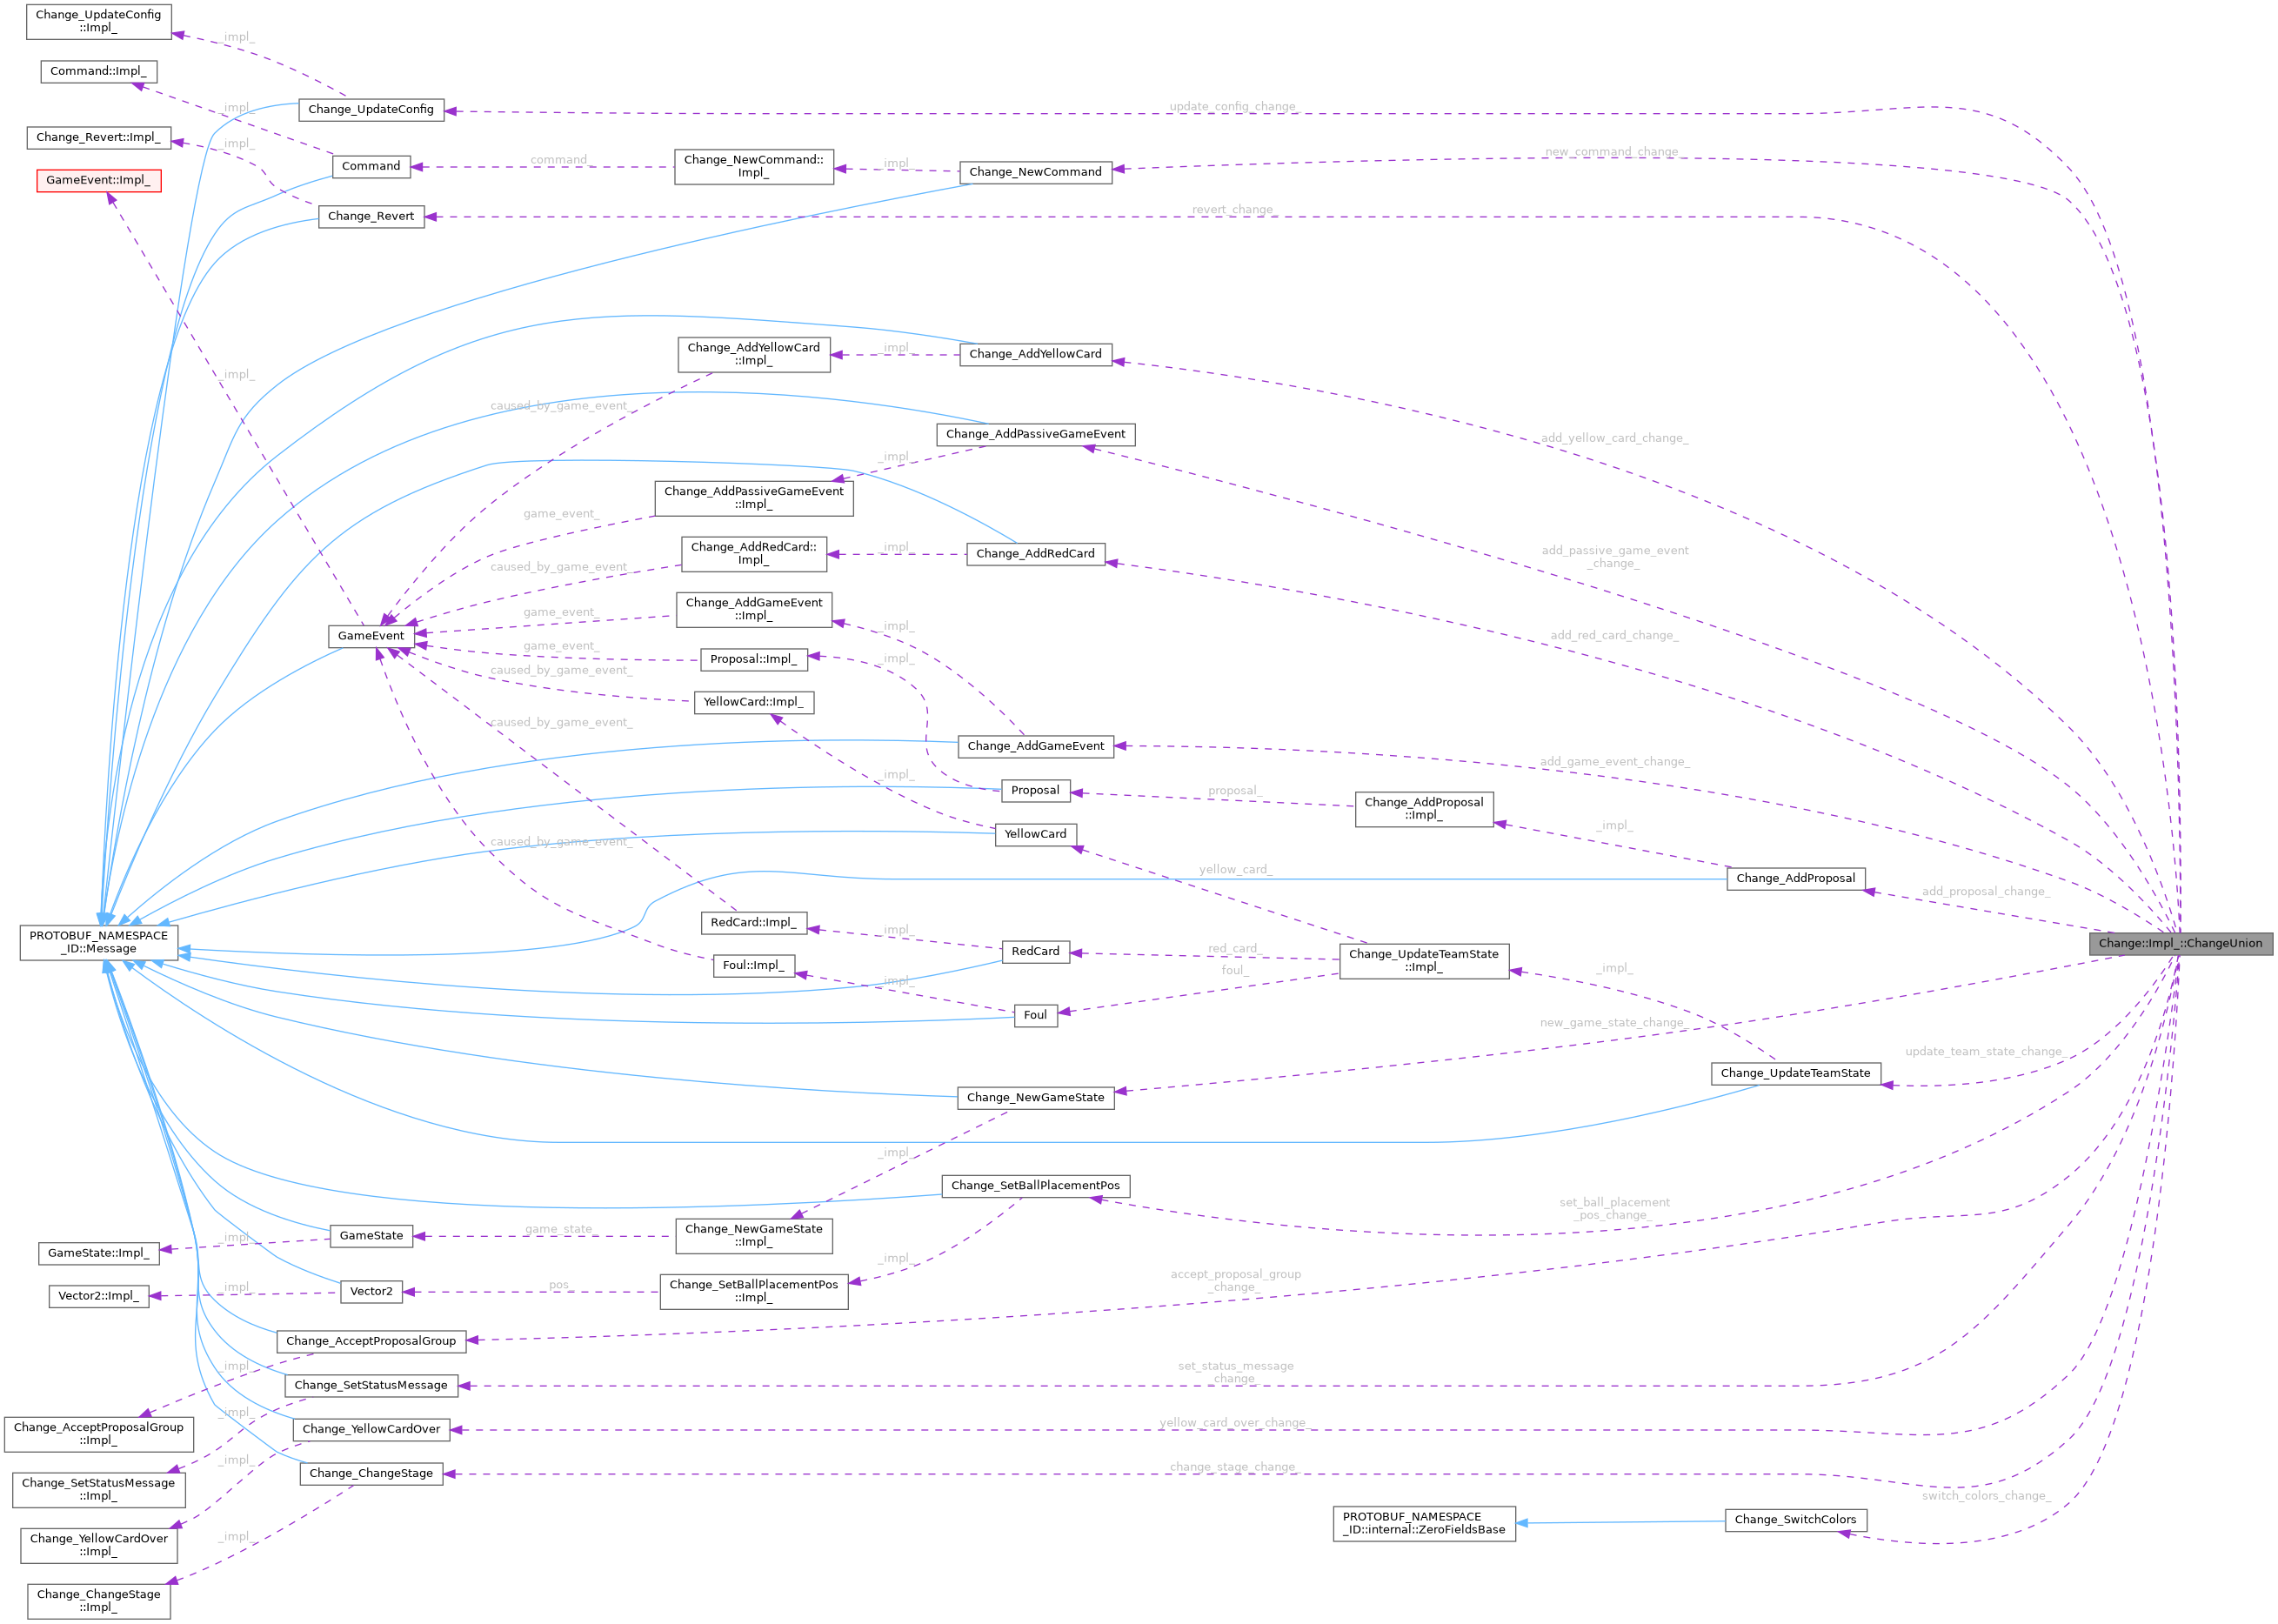 Change_UpdateConfig
::Impl_
_impl_
Command::Impl_
Change_UpdateConfig
_impl_
update_config_change_
Change_Revert::Impl_
_impl_
Command
command_
Change_NewCommand::
Impl_
_impl_
Change_NewCommand
new_command_change_
GameEvent::Impl_
Change_Revert
revert_change_
_impl_
Change_AddYellowCard
::Impl_
_impl_
Change_AddYellowCard
caused_by_game_event_
Change_AddPassiveGameEvent
add_yellow_card_change_
_impl_
Change_AddPassiveGameEvent
::Impl_
game_event_
Change_AddRedCard::
Impl_
_impl_
Change_AddRedCard
add_passive_game_event
_change_
caused_by_game_event_
Change_AddGameEvent
::Impl_
game_event_
_impl_
GameEvent
add_red_card_change_
game_event_
Proposal::Impl_
_impl_
caused_by_game_event_
YellowCard::Impl_
caused_by_game_event_
Change_AddGameEvent
add_game_event_change_
_impl_
Proposal
proposal_
Change_AddProposal
::Impl_
_impl_
YellowCard
caused_by_game_event_
yellow_card_
Change_AddProposal
add_proposal_change_
RedCard::Impl_
_impl_
PROTOBUF_NAMESPACE
_ID::Message
RedCard
red_card_
Change_UpdateTeamState
::Impl_
Change::Impl_::ChangeUnion
Foul::Impl_
_impl_
foul_
_impl_
Foul
new_game_state_change_
update_team_state_change_
Change_UpdateTeamState
Change_NewGameState
_impl_
Change_SetBallPlacementPos
set_ball_placement
_pos_change_
GameState
game_state_
Change_NewGameState
::Impl_
GameState::Impl_
_impl_
_impl_
Vector2::Impl_
_impl_
Vector2
pos_
Change_SetBallPlacementPos
::Impl_
accept_proposal_group
_change_
Change_AcceptProposalGroup
_impl_
set_status_message
_change_
Change_SetStatusMessage
_impl_
Change_AcceptProposalGroup
::Impl_
Change_YellowCardOver
yellow_card_over_change_
_impl_
Change_ChangeStage
change_stage_change_
Change_SetStatusMessage
::Impl_
switch_colors_change_
PROTOBUF_NAMESPACE
_ID::internal::ZeroFieldsBase
Change_SwitchColors
_impl_
Change_YellowCardOver
::Impl_
Change_ChangeStage
::Impl_